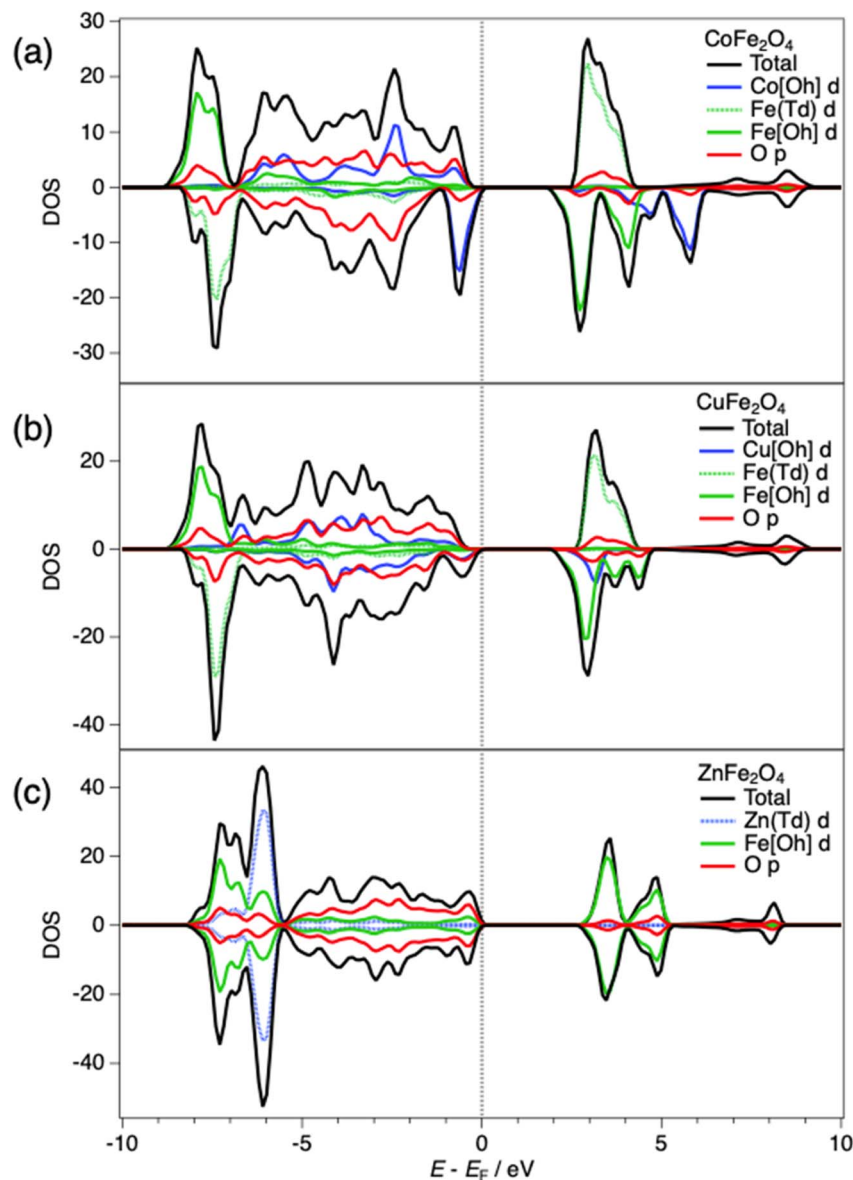 (a)
30
20
10
0
-10
-20
-30
DOS
CoFe₂O₄
Total
Co[Oh] d
Fe(Td) d
Fe[Oh] d
O p
(b)
20
0
-20
-40
DOS
CuFe₂O₄
Total
Cu[Oh] d
Fe(Td) d
Fe[Oh] d
O p
(c)
40
20
0
-20
-40
DOS
ZnFe₂O₄
Total
Zn(Td) d
Fe[Oh] d
O p
-10 -5 0 5 10
E - E_F / eV